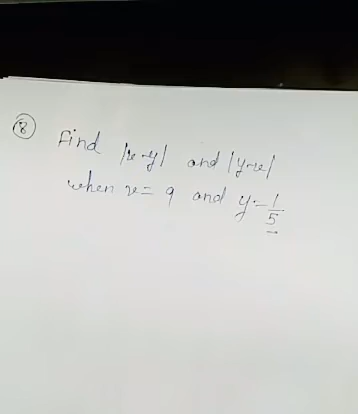 ⑧ Find |x-y| and |y-x|
when x = 9 and y = 1/5